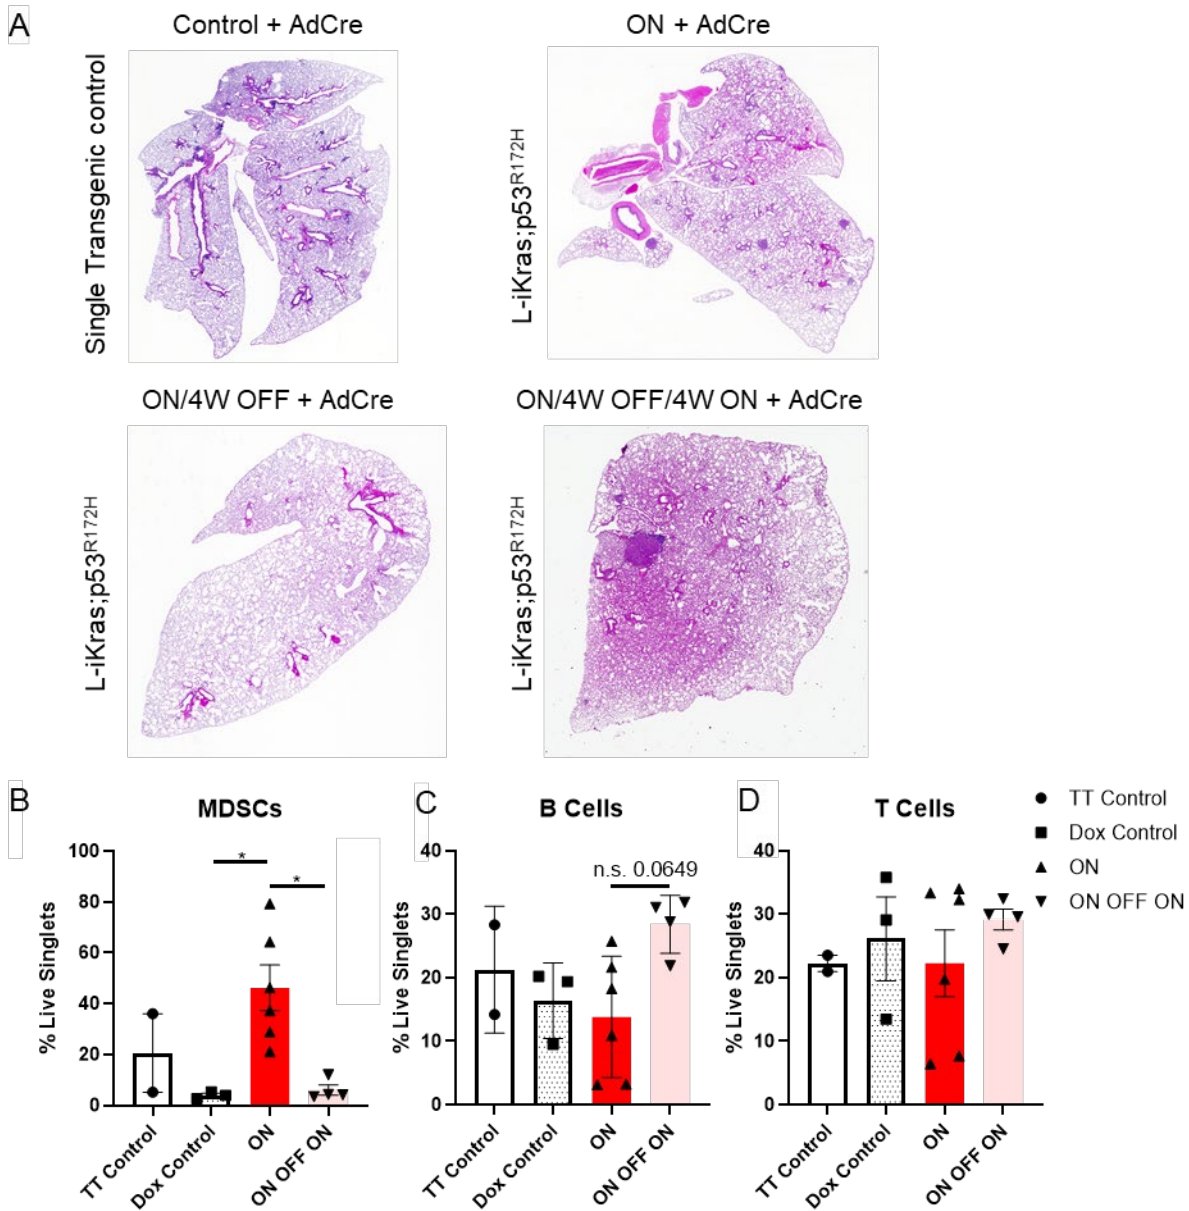 A
Control + AdCre
ON + AdCre
Single Transgenic control
L-iKras;p53R172H
ON/4W OFF + AdCre
ON/4W OFF/4W ON + AdCre
L-iKras;p53R172H
L-iKras;p53R172H
B
MDSCs
% Live Singlets
100
80
60
40
20
0
*
*
TT Control
Dox Control
ON
ON OFF ON
C
B Cells
% Live Singlets
40
30
20
10
0
n.s. 0.0649
TT Control
Dox Control
ON
ON OFF ON
D
T Cells
% Live Singlets
40
30
20
10
0
TT Control
Dox Control
ON
ON OFF ON
TT Control
Dox Control
ON
ON OFF ON